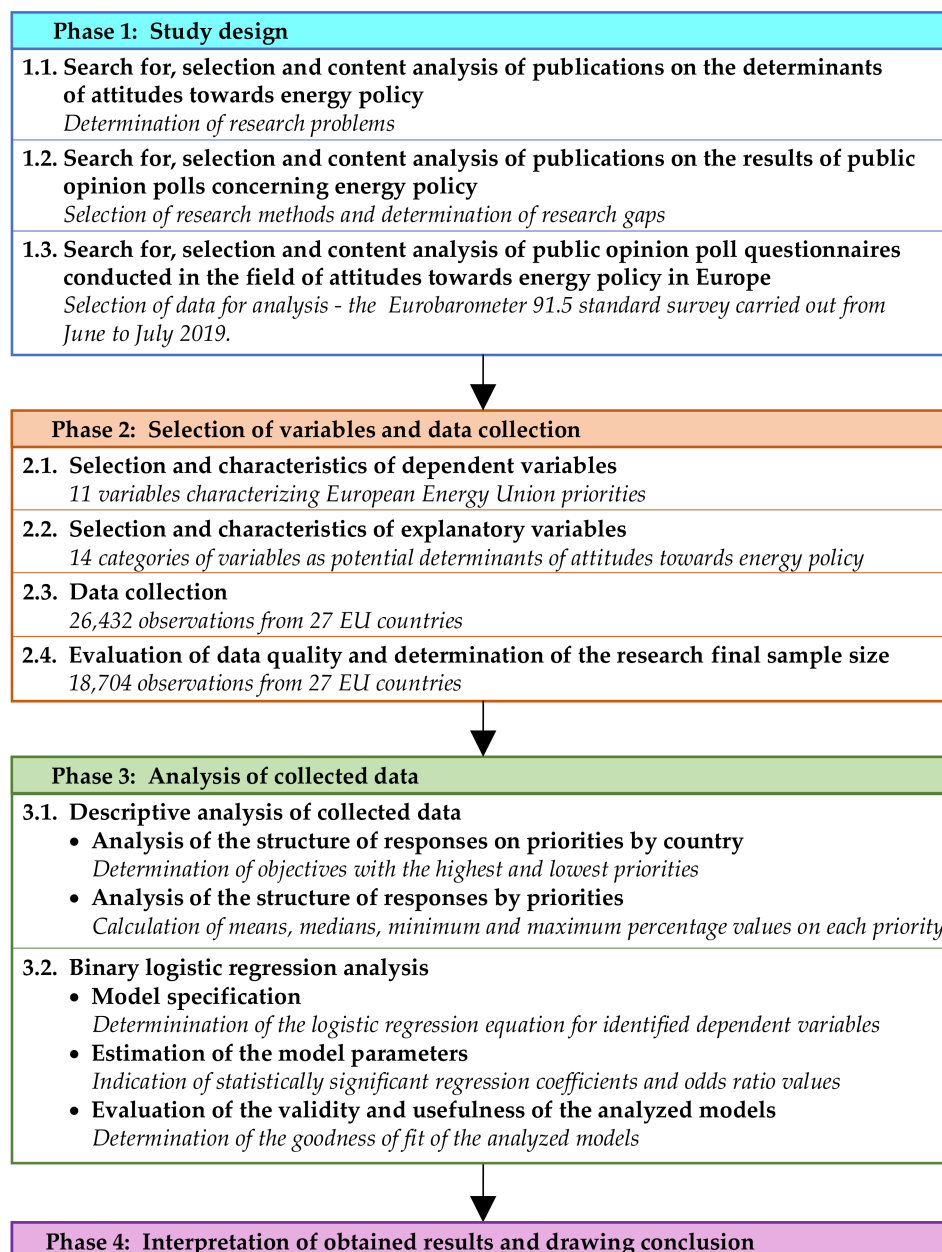 Phase 1: Study design
1.1. Search for, selection and content analysis of publications on the determinants
of attitudes towards energy policy
Determination of research problems
1.2. Search for, selection and content analysis of publications on the results of public
opinion polls concerning energy policy
Selection of research methods and determination of research gaps
1.3. Search for, selection and content analysis of public opinion poll questionnaires
conducted in the field of attitudes towards energy policy in Europe
Selection of data for analysis - the Eurobarometer 91.5 standard survey carried out from
June to July 2019.
Phase 2: Selection of variables and data collection
2.1. Selection and characteristics of dependent variables
11 variables characterizing European Energy Union priorities
2.2. Selection and characteristics of explanatory variables
14 categories of variables as potential determinants of attitudes towards energy policy
2.3. Data collection
26,432 observations from 27 EU countries
2.4. Evaluation of data quality and determination of the research final sample size
18,704 observations from 27 EU countries
Phase 3: Analysis of collected data
3.1. Descriptive analysis of collected data
• Analysis of the structure of responses on priorities by country
Determination of objectives with the highest and lowest priorities
• Analysis of the structure of responses by priorities
Calculation of means, medians, minimum and maximum percentage values on each priority
3.2. Binary logistic regression analysis
• Model specification
Determinination of the logistic regression equation for identified dependent variables
• Estimation of the model parameters
Indication of statistically significant regression coefficients and odds ratio values
• Evaluation of the validity and usefulness of the analyzed models
Determination of the goodness of fit of the analyzed models
Phase 4: Interpretation of obtained results and drawing conclusion